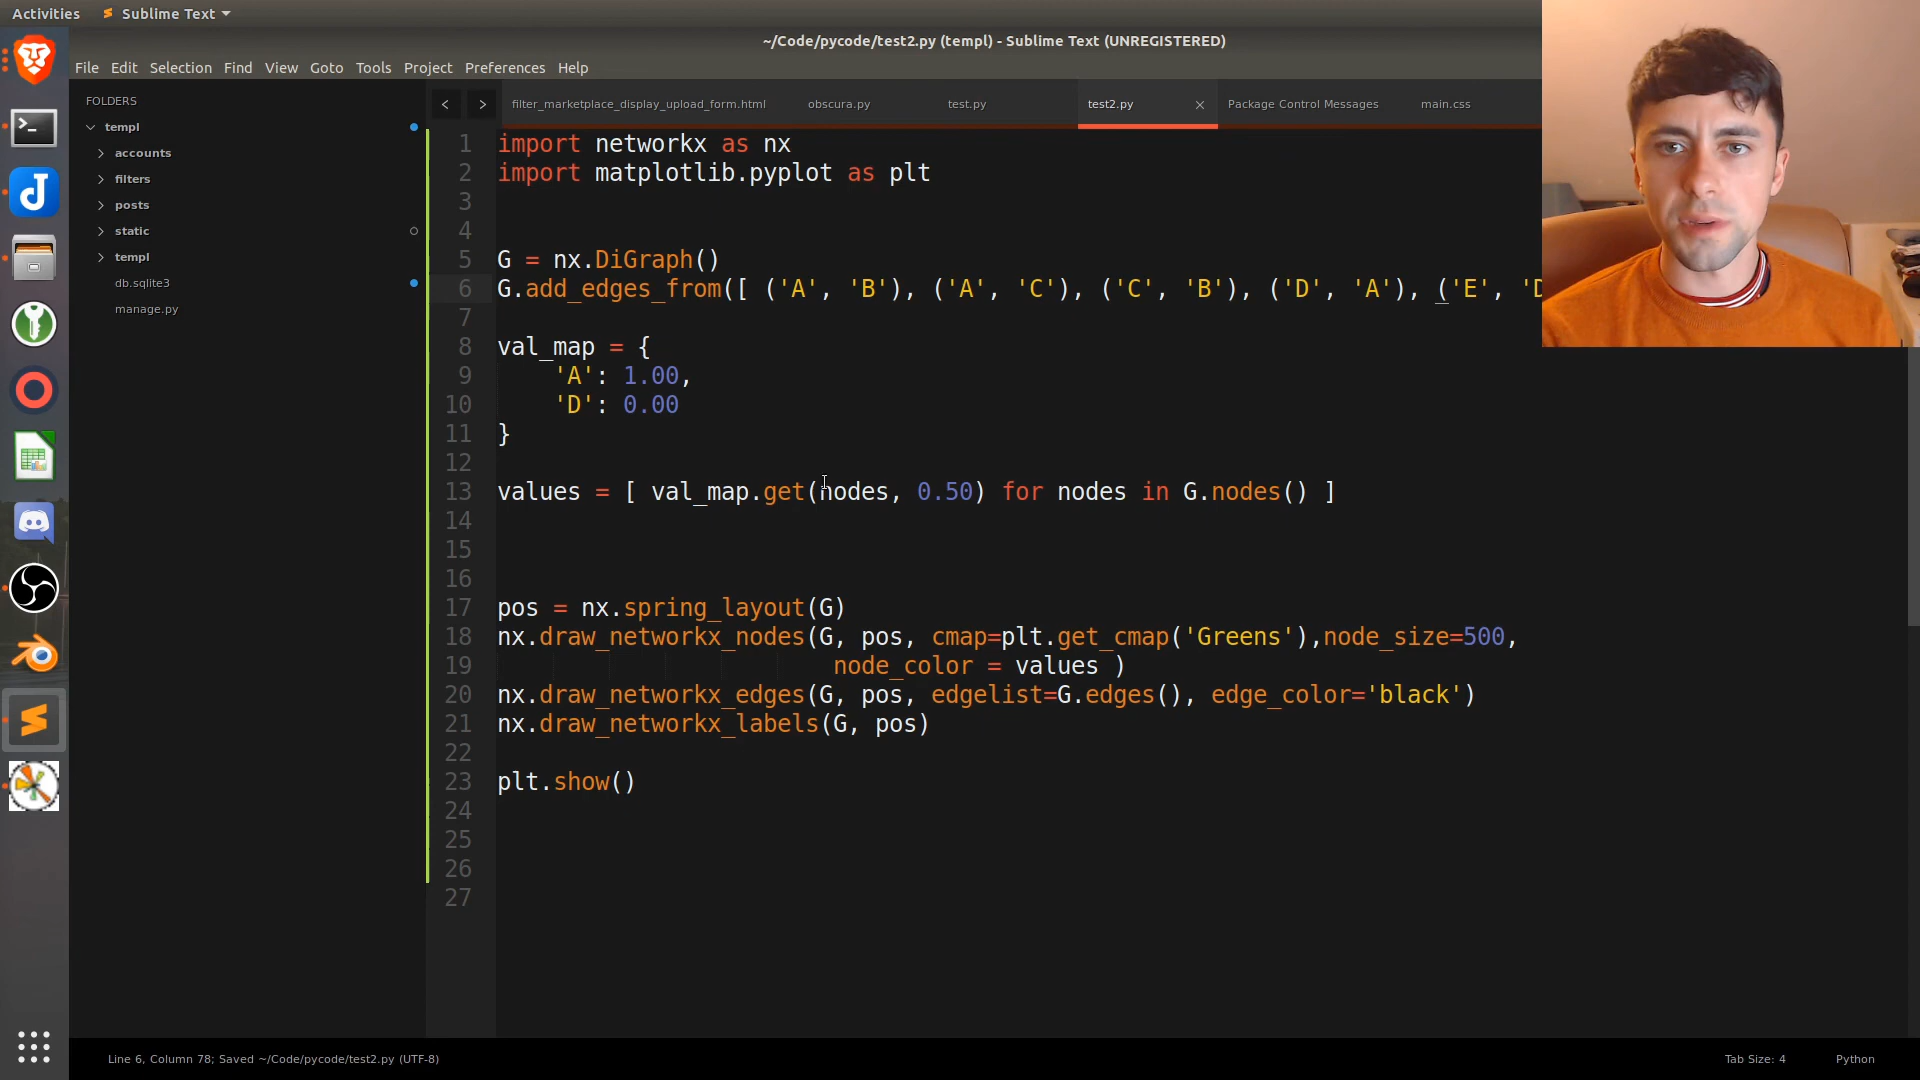 Activities Sublime Text
~/Code/pycode/test2.py (templ) - Sublime Text (UNREGISTERED)
File Edit Selection Find View Goto Tools Project Preferences Help
FOLDERS
templ
accounts
filters
posts
static
templ
db.sqlite3
manage.py
filter_marketplace_display_upload_form.html obscura.py test.py test2.py Package Control Messages main.css
1 import networkx as nx
2 import matplotlib.pyplot as plt
3
4
5 G = nx.DiGraph()
6 G.add_edges_from([ ('A', 'B'), ('A', 'C'), ('C', 'B'), ('D', 'A'), ('E', 'D
7
8 val_map = {
9 'A': 1.00,
10 'D': 0.00
11 }
12
13 values = [ val_map.get(nodes, 0.50) for nodes in G.nodes() ]
14
15
16
17 pos = nx.spring_layout(G)
18 nx.draw_networkx_nodes(G, pos, cmap=plt.get_cmap('Greens'),node_size=500,
19 node_color = values )
20 nx.draw_networkx_edges(G, pos, edgelist=G.edges(), edge_color='black')
21 nx.draw_networkx_labels(G, pos)
22
23 plt.show()
24
25
26
27
Line 6, Column 78; Saved ~/Code/pycode/test2.py (UTF-8) Tab Size: 4 Python